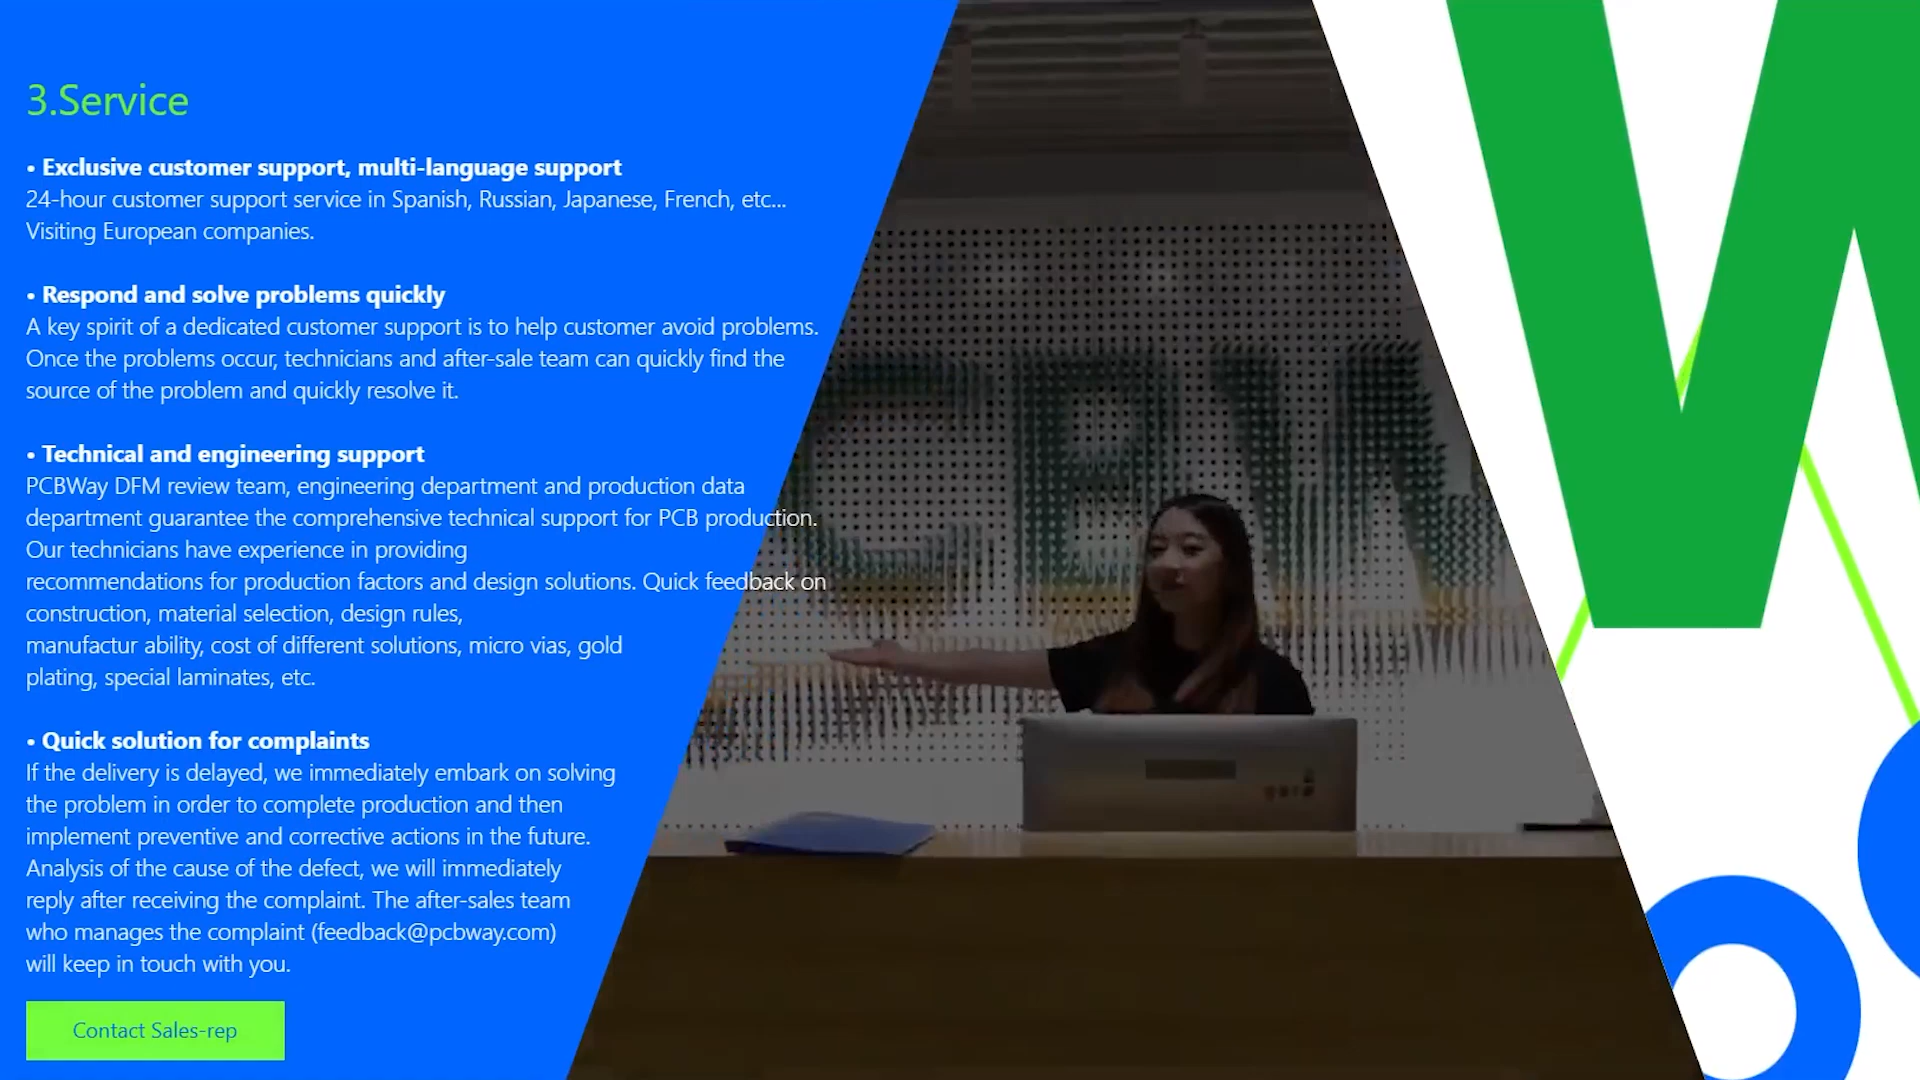 3.Service
• Exclusive customer support, multi-language support
24-hour customer support service in Spanish, Russian, Japanese, French, etc...
Visiting European companies.
• Respond and solve problems quickly
A key spirit of a dedicated customer support is to help customer avoid problems.
Once the problems occur, technicians and after-sale team can quickly find the
source of the problem and quickly resolve it.
• Technical and engineering support
PCBWay DFM review team, engineering department and production data
department guarantee the comprehensive technical support for PCB production.
Our technicians have experience in providing
recommendations for production factors and design solutions. Quick feedback on
construction, material selection, design rules,
manufactur ability, cost of different solutions, micro vias, gold
plating, special laminates, etc.
• Quick solution for complaints
If the delivery is delayed, we immediately embark on solving
the problem in order to complete production and then
implement preventive and corrective actions in the future.
Analysis of the cause of the defect, we will immediately
reply after receiving the complaint. The after-sales team
who manages the complaint (feedback@pcbway.com)
will keep in touch with you.
Contact Sales-rep
W